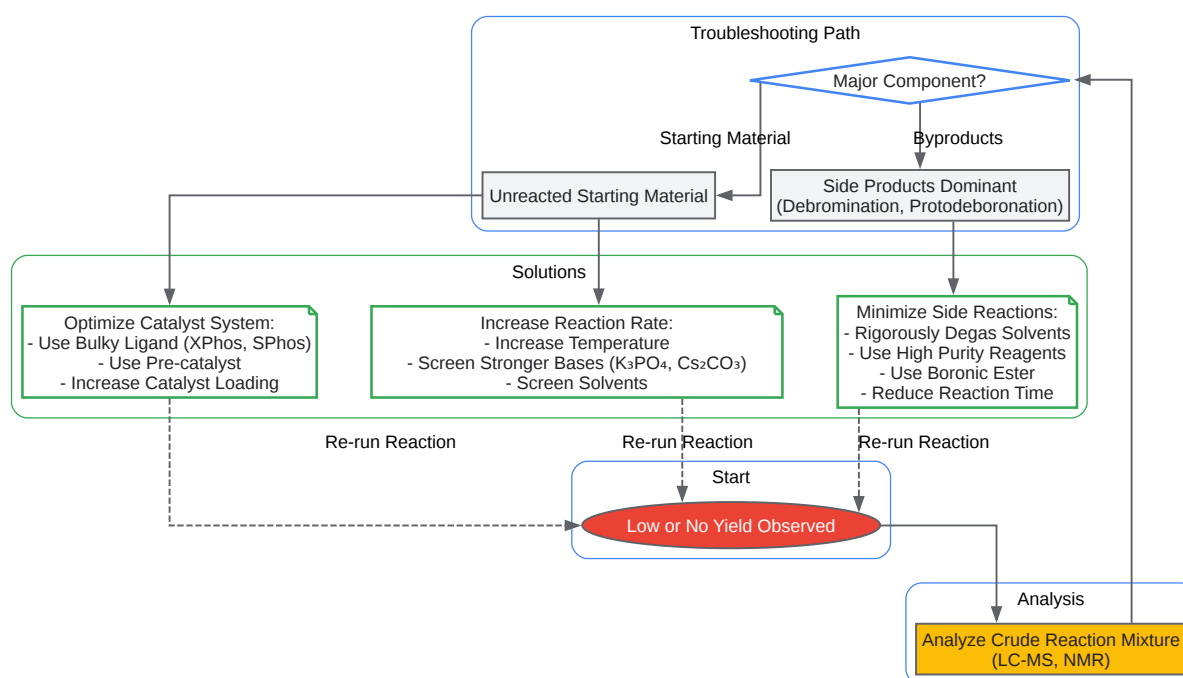 Troubleshooting Path
Major Component?
Starting Material
Byproducts
Unreacted Starting Material
Side Products Dominant
(Debromination, Protodeboronation)
Solutions
Optimize Catalyst System:
- Use Bulky Ligand (XPhos, SPhos)
- Use Pre-catalyst
- Increase Catalyst Loading
Increase Reaction Rate:
- Increase Temperature
- Screen Stronger Bases (K₃PO₄, Cs₂CO₃)
- Screen Solvents
Minimize Side Reactions:
- Rigorously Degas Solvents
- Use High Purity Reagents
- Use Boronic Ester
- Reduce Reaction Time
Re-run Reaction
Re-run Reaction
Re-run Reaction
Start
Low or No Yield Observed
Analysis
Analyze Crude Reaction Mixture
(LC-MS, NMR)